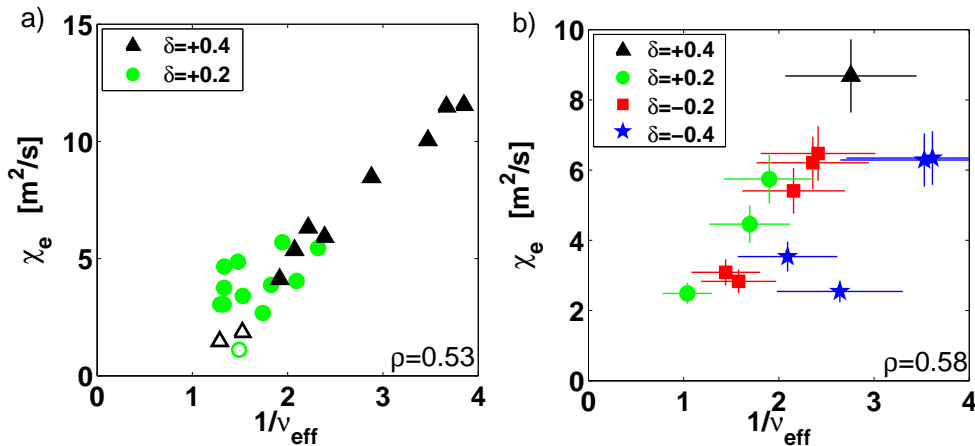 a)
15
10
5
0
χe [m²/s]
δ=+0.4
δ=+0.2
ρ=0.53
0 1 2 3 4
1/νeff
b)
10
8
6
4
2
0
χe [m²/s]
δ=+0.4
δ=+0.2
δ=−0.2
δ=−0.4
ρ=0.58
0 1 2 3 4
1/νeff